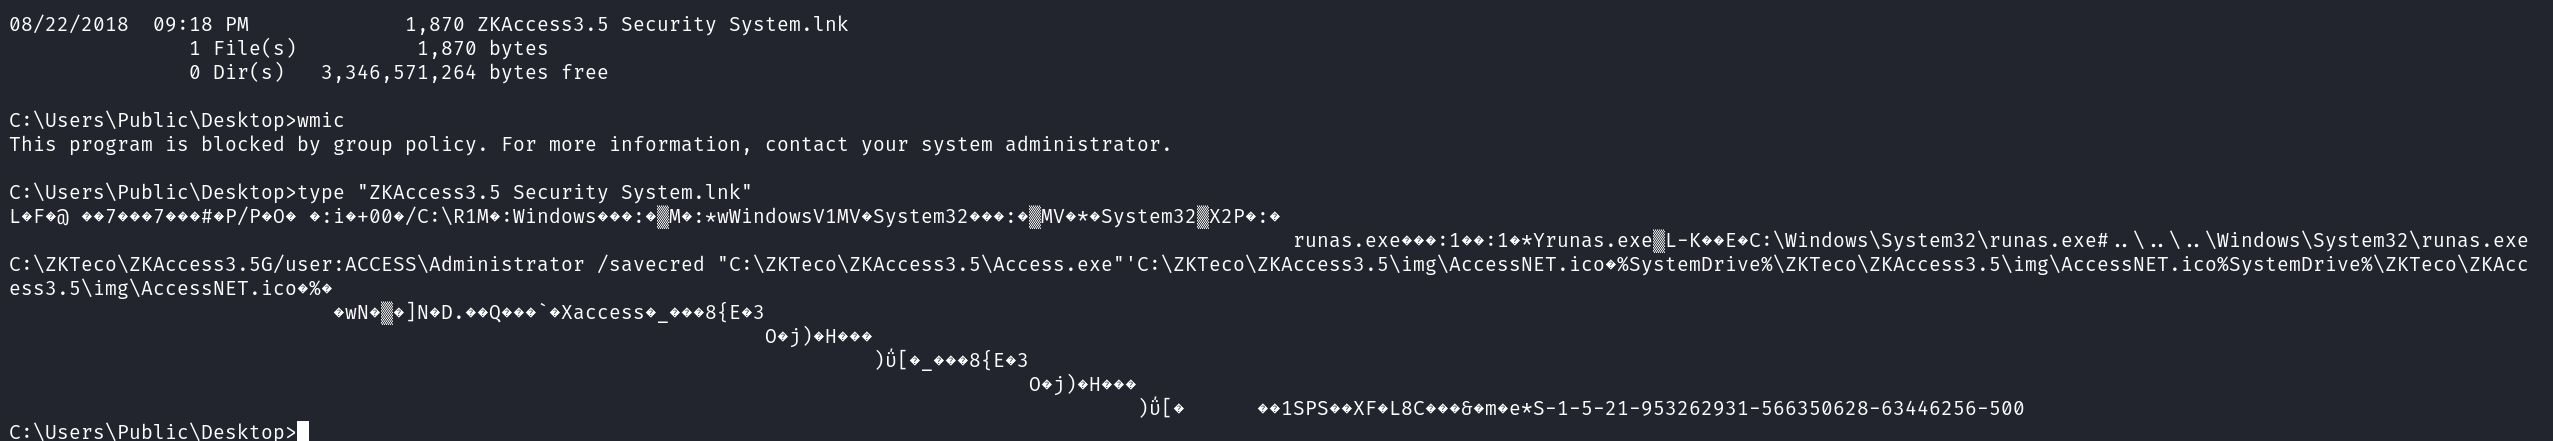 08/22/2018  09:18 PM             1,870 ZKAccess3.5 Security System.lnk
               1 File(s)          1,870 bytes
               0 Dir(s)   3,346,571,264 bytes free
C:\Users\Public\Desktop>wmic
This program is blocked by group policy. For more information, contact your system administrator.
C:\Users\Public\Desktop>type "ZKAccess3.5 Security System.lnk"
L�F�@ ��7���7���#�P/P�O� �:i�+00�/C:\R1M�:Windows���:�▒M�:*wWindowsV1MV�System32���:�▒MV�*�System32▒X2P�:�
runas.exe���:1��:1�*Yrunas.exe▒L-K��E�C:\Windows\System32\runas.exe#..\..\..\Windows\System32\runas.exe
C:\ZKTeco\ZKAccess3.5G/user:ACCESS\Administrator /savecred "C:\ZKTeco\ZKAccess3.5\Access.exe"'C:\ZKTeco\ZKAccess3.5\img\AccessNET.ico�%SystemDrive%\ZKTeco\ZKAccess3.5\img\AccessNET.ico%SystemDrive%\ZKTeco\ZKAcc
ess3.5\img\AccessNET.ico�%�
�wN�▒�]N�D.��Q���`�Xaccess�_���8{E�3
O�j)�H���
)ΰ[�_���8{E�3
O�j)�H���
)ΰ[�      ��1SPS��XF�L8C���&�m�e*S-1-5-21-953262931-566350628-63446256-500
C:\Users\Public\Desktop>